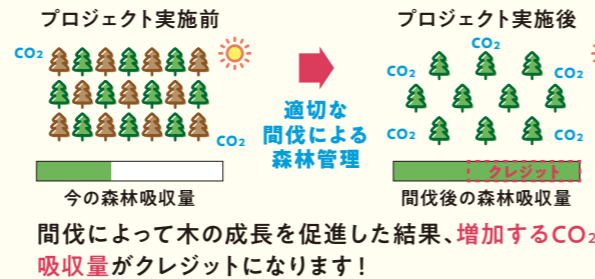 プロジェクト実施前
プロジェクト実施後
CO₂
CO₂
CO₂
CO₂
CO₂
CO₂
CO₂
適切な
間伐による
森林管理
クレジット
今の森林吸収量
間伐後の森林吸収量
間伐によって木の成長を促進した結果、増加するCO₂
吸収量がクレジットになります!